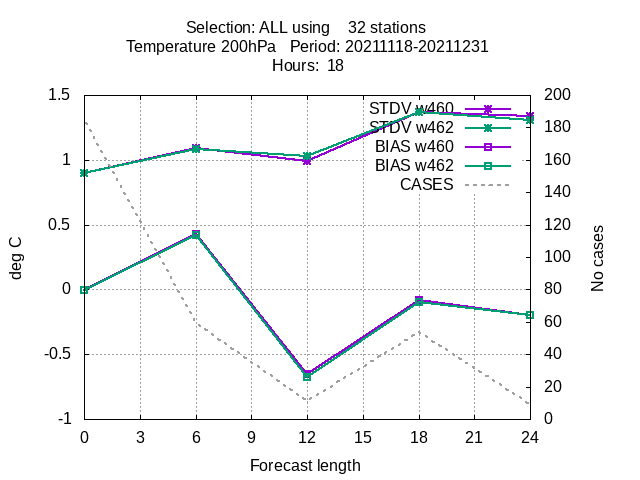 Selection: ALL using    32 stations
Temperature 200hPa   Period: 20211118-20211231
Hours:  18
1.5
1
0.5
0
-0.5
-1
deg C
200
180
160
140
120
100
80
60
40
20
0
No cases
STDV w460
STDV w462
BIAS w460
BIAS w462
CASES
0 3 6 9 12 15 18 21 24
Forecast length